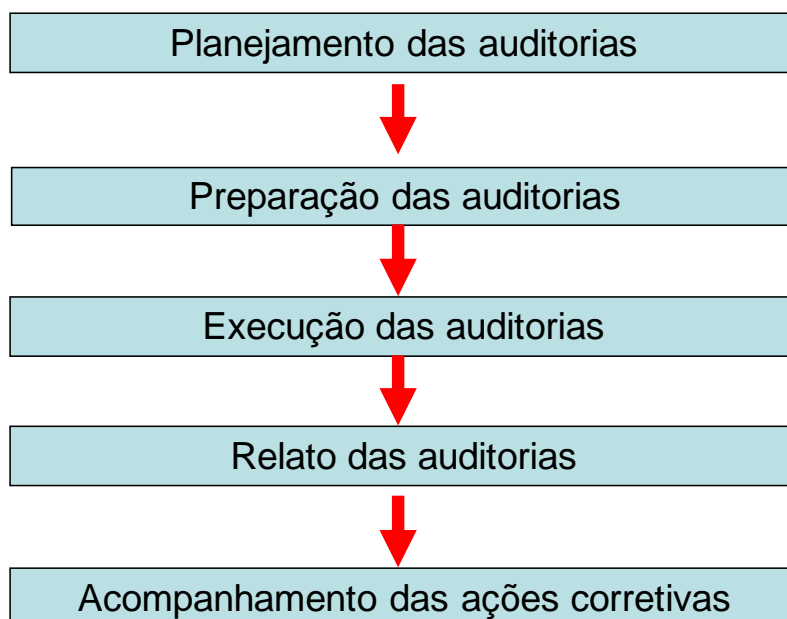 Planejamento das auditorias
Preparação das auditorias
Execução das auditorias
Relato das auditorias
Acompanhamento das ações corretivas